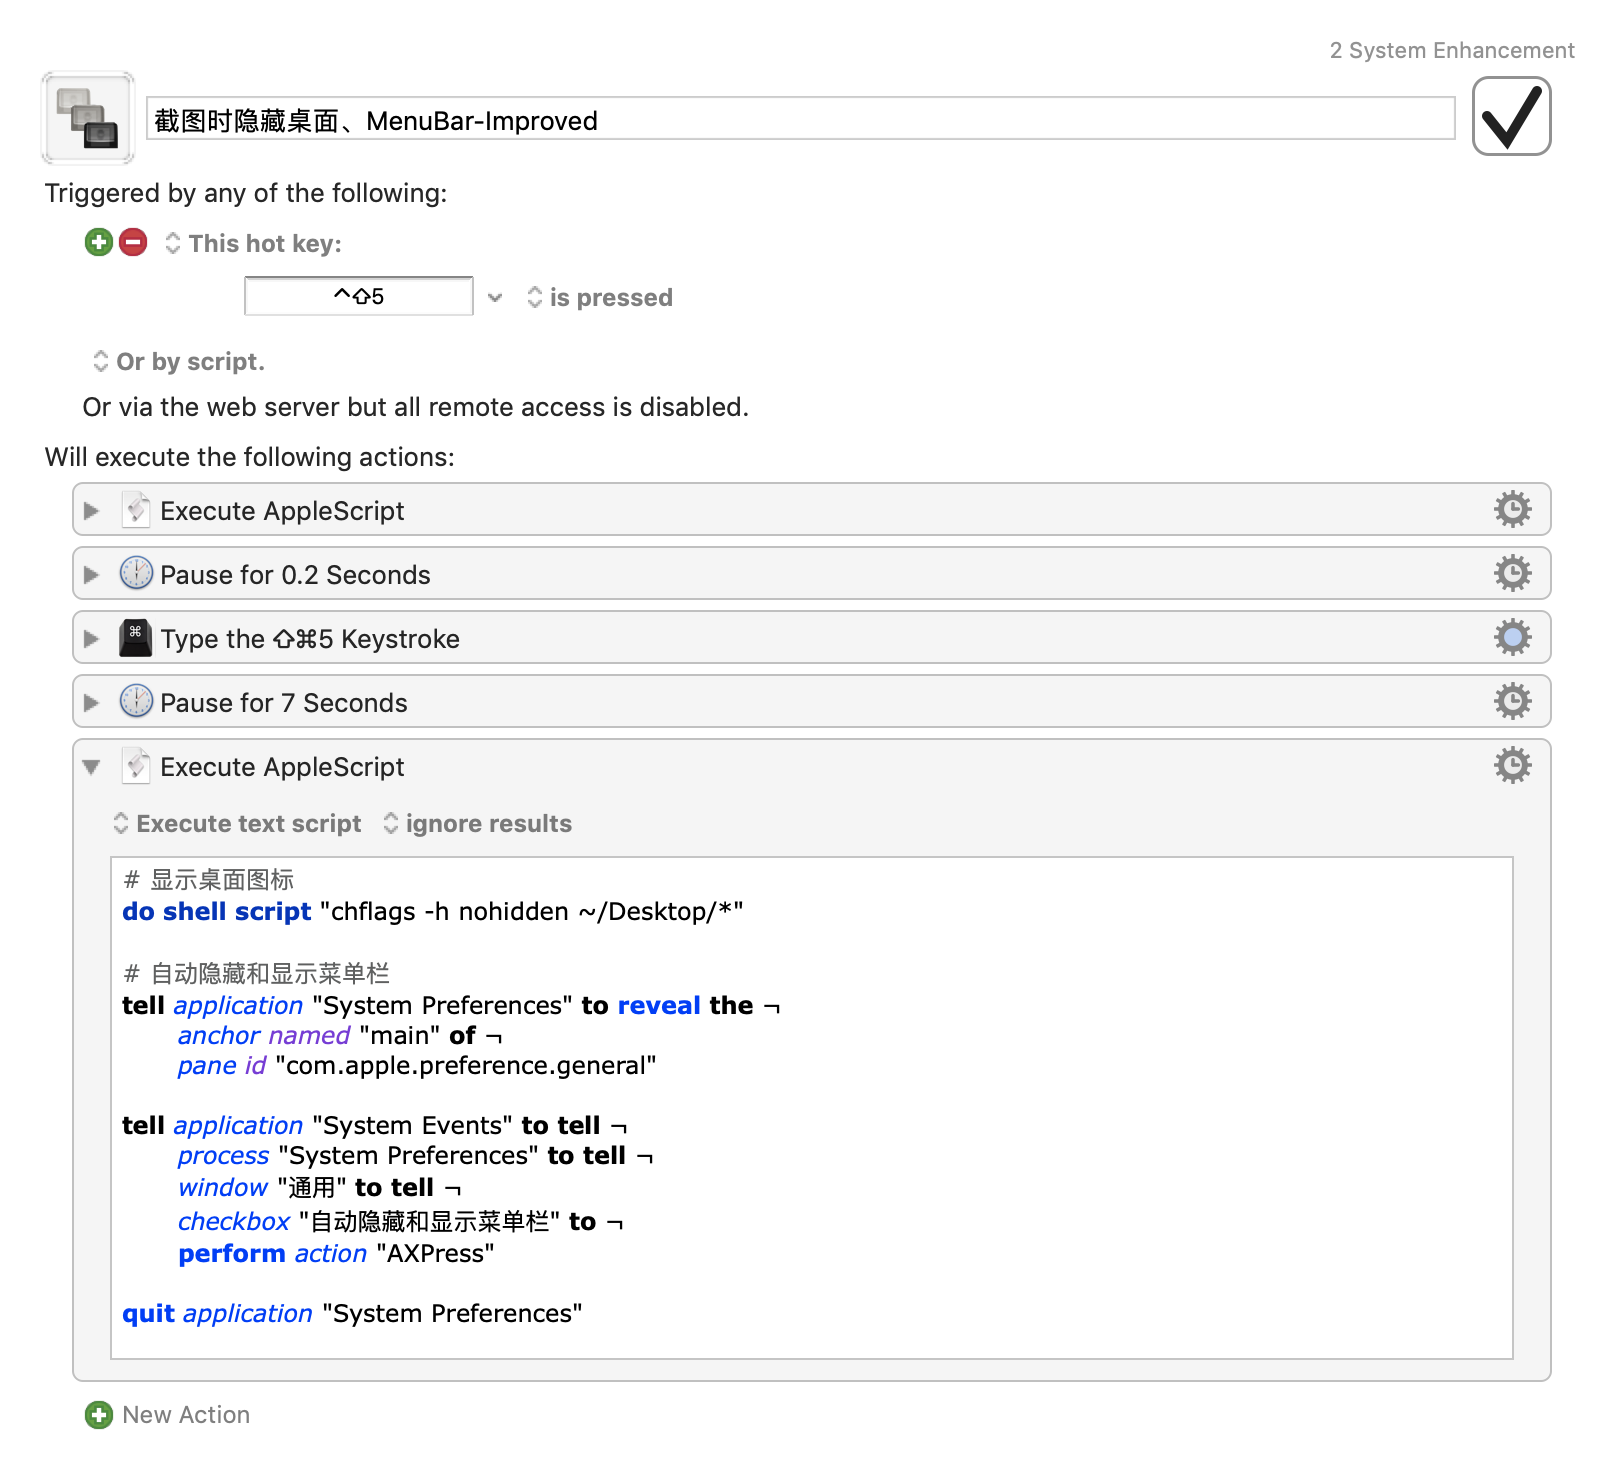 2 System Enhancement
截图时隐藏桌面、MenuBar-Improved
Triggered by any of the following:
This hot key:
^⇧5 is pressed
Or by script.
Or via the web server but all remote access is disabled.
Will execute the following actions:
Execute AppleScript
Pause for 0.2 Seconds
⌘ Type the ⇧⌘5 Keystroke
Pause for 7 Seconds
Execute AppleScript
Execute text script ignore results
# 显示桌面图标
do shell script "chflags -h nohidden ~/Desktop/*"
# 自动隐藏和显示菜单栏
tell application "System Preferences" to reveal the ¬
anchor named "main" of ¬
pane id "com.apple.preference.general"
tell application "System Events" to tell ¬
process "System Preferences" to tell ¬
window "通用" to tell ¬
checkbox "自动隐藏和显示菜单栏" to ¬
perform action "AXPress"
quit application "System Preferences"
New Action